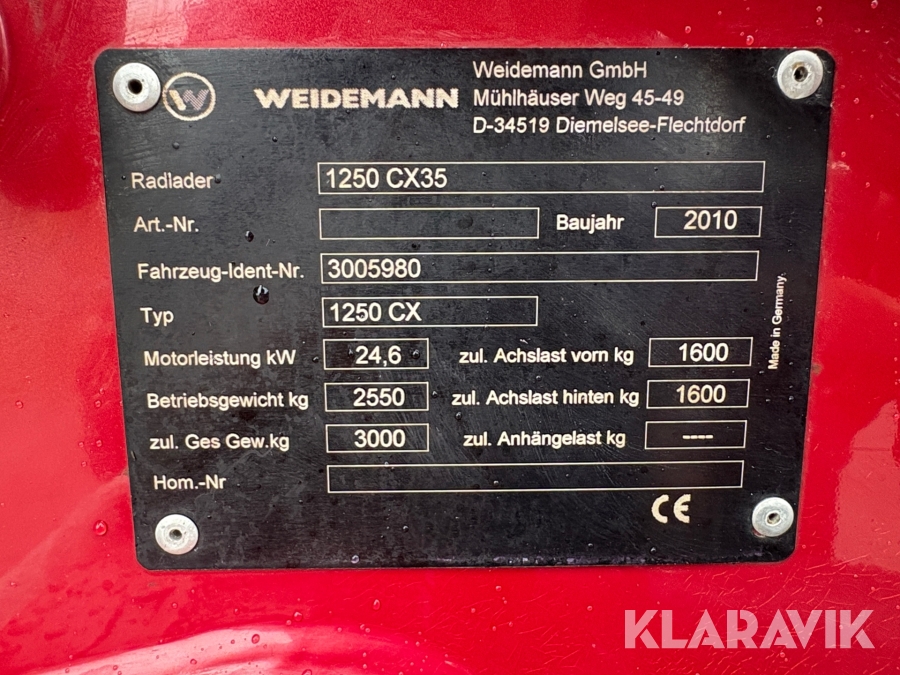 W WEIDEMANN
Weidemann GmbH
Mühlhäuser Weg 45-49
D-34519 Diemelsee-Flechtdorf
Radlader 1250 CX35
Art.-Nr. Baujahr 2010
Fahrzeug-Ident-Nr. 3005980
Typ 1250 CX
Motorleistung kW 24,6 zul. Achslast vorn kg 1600
Betriebsgewicht kg 2550 zul. Achslast hinten kg 1600
zul. Ges Gew.kg 3000 zul. Anhängelast kg ----
Hom.-Nr
CE
Made in Germany
KLARAVIK